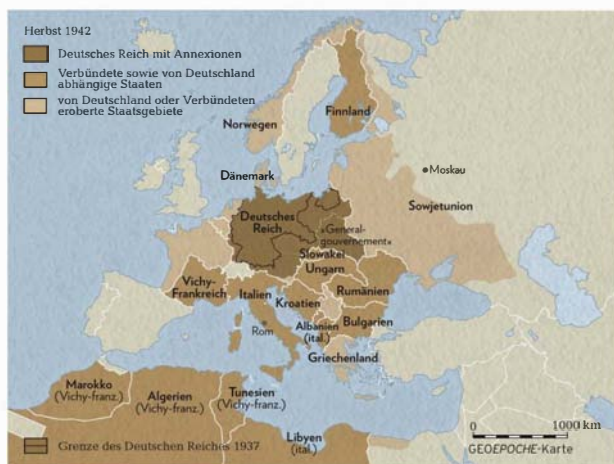 Herbst 1942
Deutsches Reich mit Annexionen
Verbündete sowie von Deutschland
abhängige Staaten
von Deutschland oder Verbündeten
eroberte Staatsgebiete
Finnland
Norwegen
Moskau
Dänemark
Sowjetunion
Deutsches
Reich
»General-
gouvernement«
Slowakei
Ungarn
Vichy-
Frankreich
Italien
Kroatien
Rumänien
Rom
Albanien
(ital.)
Bulgarien
Griechenland
Marokko
(Vichy-franz.)
Algerien
(Vichy-franz.)
Tunesien
(Vichy-franz.)
Libyen
(ital.)
0 1000 km
GEOEPOCHE-Karte
Grenze des Deutschen Reiches 1937